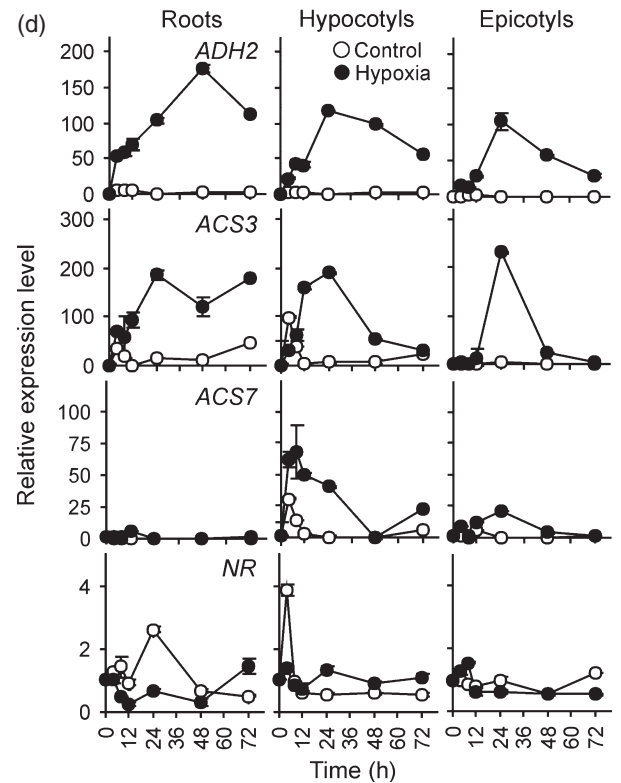 (d)
Roots Hypocotyls Epicotyls
ADH2
Control
Hypoxia
200
150
100
50
0
ACS3
300
200
100
0
ACS7
100
75
50
25
0
NR
4
2
0
Relative expression level
0 12 24 36 48 60 72 0 12 24 36 48 60 72 0 12 24 36 48 60 72
Time (h)